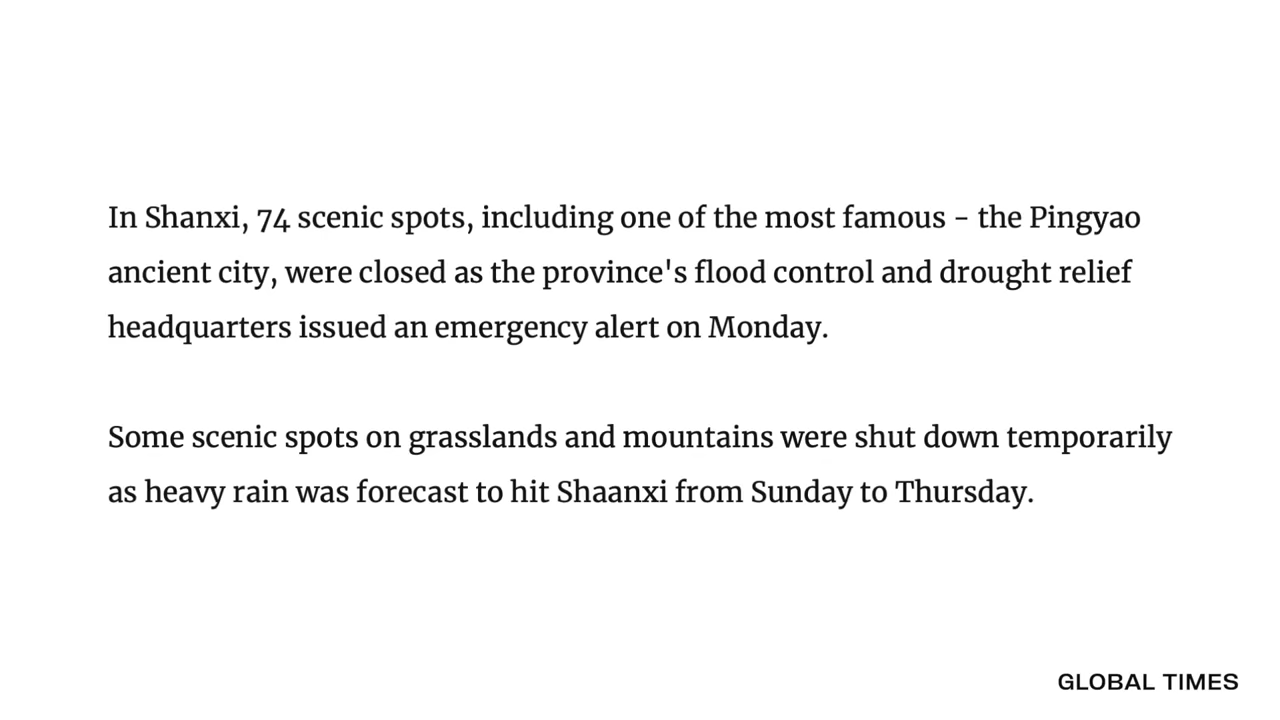 In Shanxi, 74 scenic spots, including one of the most famous - the Pingyao
ancient city, were closed as the province's flood control and drought relief
headquarters issued an emergency alert on Monday.
Some scenic spots on grasslands and mountains were shut down temporarily
as heavy rain was forecast to hit Shaanxi from Sunday to Thursday.
GLOBAL TIMES